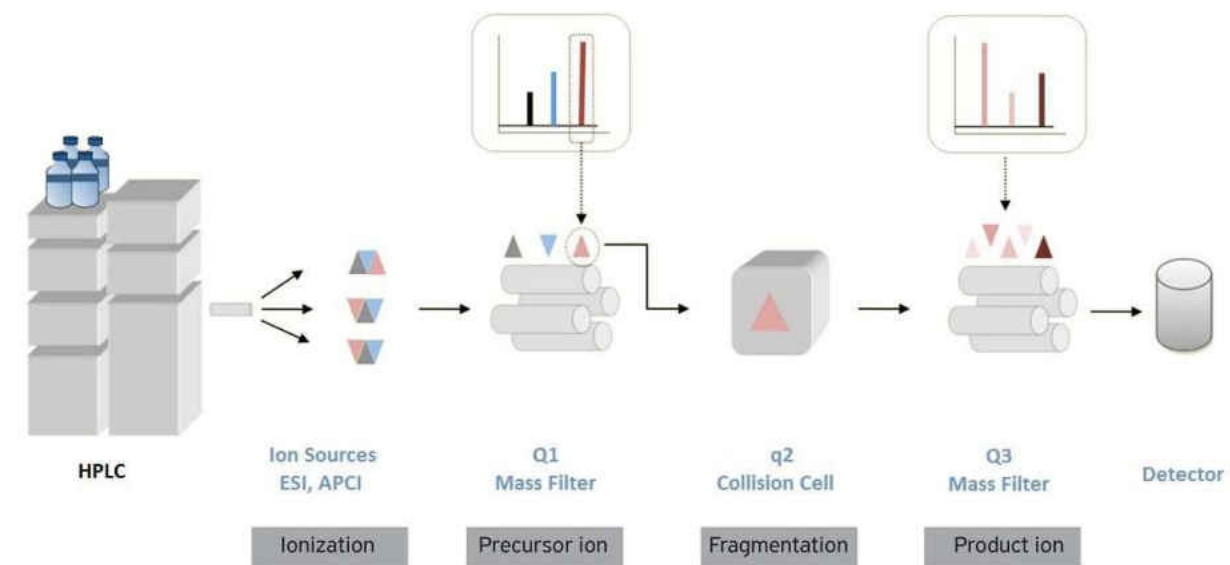 HPLC
Ion Sources
ESI, APCI
Q1
Mass Filter
q2
Collision Cell
Q3
Mass Filter
Detector
Ionization
Precursor ion
Fragmentation
Product ion